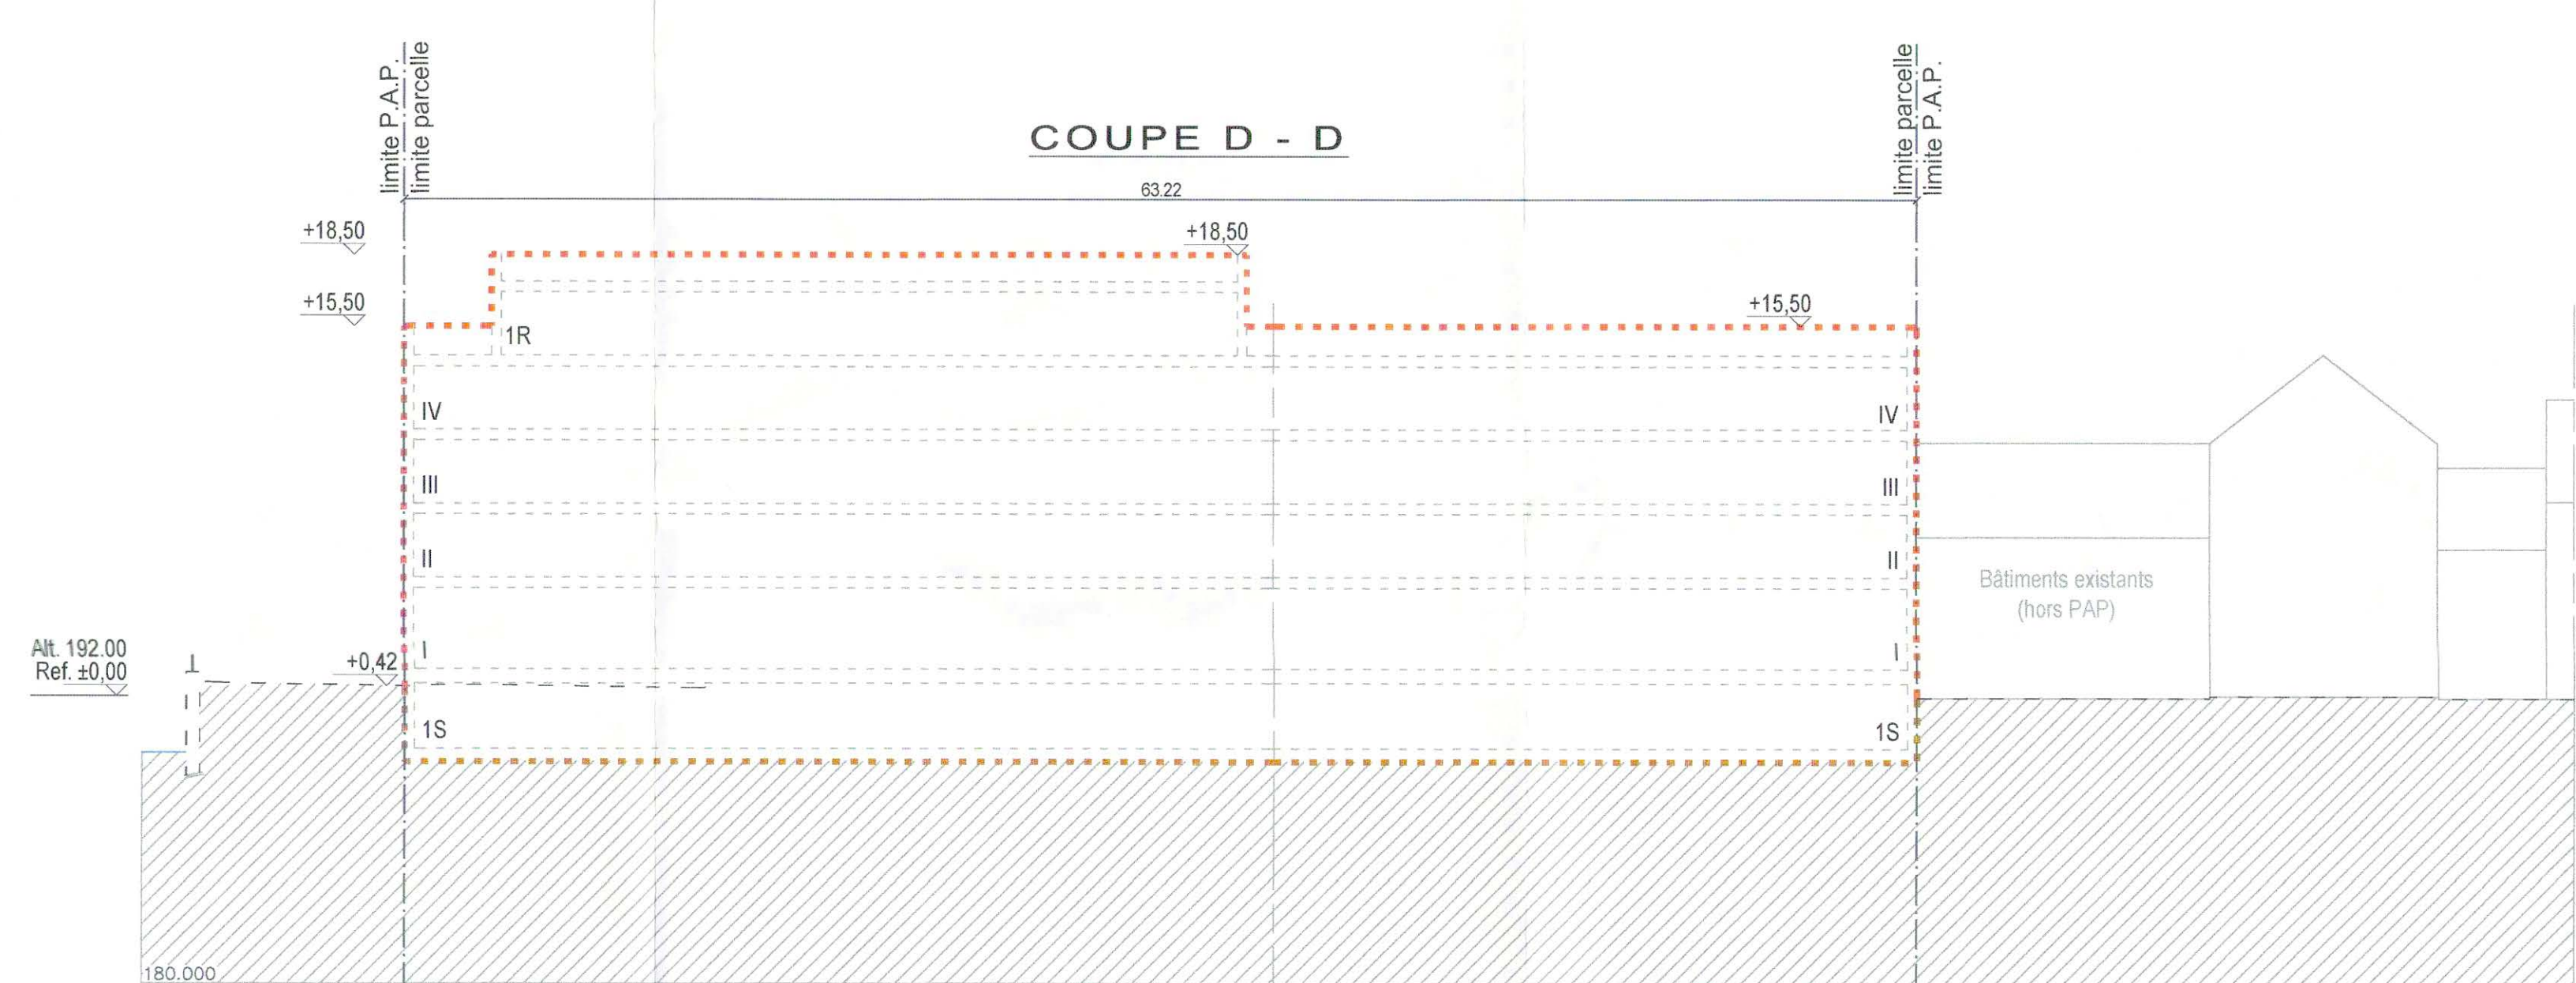 limite P.A.P.
limite parcelle
limite parcelle
limite P.A.P.
COUPE D - D
63.22
+18,50
+18,50
+15,50
+15,50
1R
IV
IV
III
III
II
II
Bâtiments existants
(hors PAP)
Alt. 192.00
Ref. ±0,00
+0,42
I
I
1S
1S
180.000